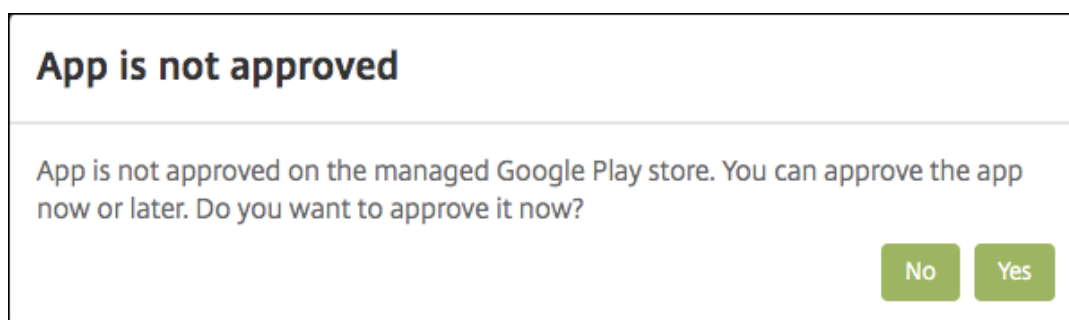 App is not approved
App is not approved on the managed Google Play store. You can approve the app
now or later. Do you want to approve it now?
No Yes